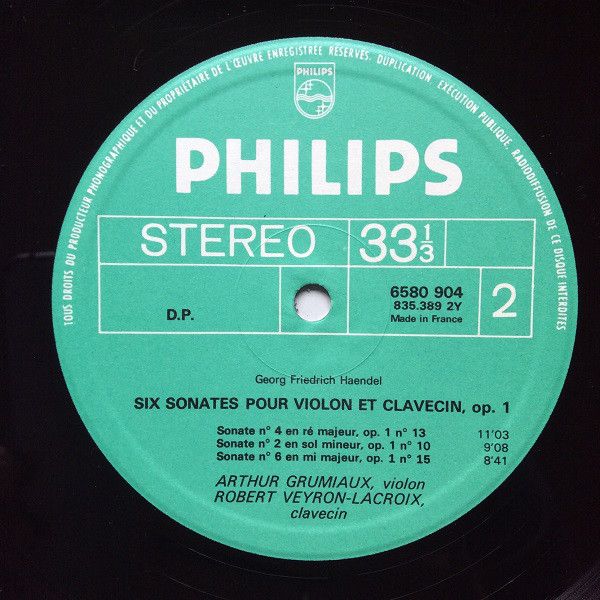 TOUS DROITS DU PRODUCTEUR PHONOGRAPHIQUE ET DU PROPRIETAIRE DE L'ŒUVRE ENREGISTRÉE RÉSERVÉS. DUPLICATION, EXECUTION PUBLIQUE, RADIODIFFUSION DE CE DISQUE INTERDITES
PHILIPS
PHILIPS
STEREO 33 1/3
D.P.
6580 904
835.389 2Y
Made in France
2
Georg Friedrich Haendel
SIX SONATES POUR VIOLON ET CLAVECIN, op. 1
Sonate n° 4 en ré majeur, op. 1 n° 13 11'03
Sonate n° 2 en sol mineur, op. 1 n° 10 9'08
Sonate n° 6 en mi majeur, op. 1 n° 15 8'41
ARTHUR GRUMIAUX, violon
ROBERT VEYRON-LACROIX,
clavecin